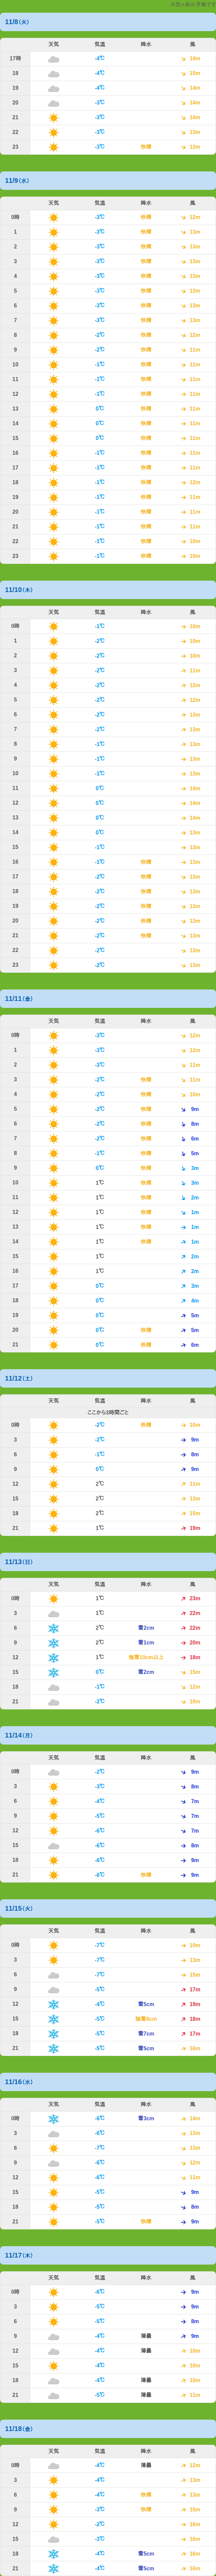 11/8(火)
天気 気温 降水 風
17時 -4℃ 14m
18 -4℃ 15m
19 -4℃ 14m
20 -3℃ 14m
21 -3℃ 14m
22 -3℃ 13m
23 -3℃ 快晴 13m
11/9(水)
天気 気温 降水 風
0時 -3℃ 快晴 12m
1 -3℃ 快晴 13m
2 -3℃ 快晴 13m
3 -3℃ 快晴 13m
4 -3℃ 快晴 13m
5 -3℃ 快晴 13m
6 -3℃ 快晴 13m
7 -3℃ 快晴 13m
8 -2℃ 快晴 12m
9 -2℃ 快晴 11m
10 -1℃ 快晴 11m
11 -1℃ 快晴 11m
12 -1℃ 快晴 11m
13 0℃ 快晴 11m
14 0℃ 快晴 11m
15 0℃ 快晴 11m
16 -1℃ 快晴 11m
17 -1℃ 快晴 11m
18 -1℃ 快晴 12m
19 -1℃ 快晴 11m
20 -1℃ 快晴 11m
21 -1℃ 快晴 11m
22 -1℃ 快晴 10m
23 -1℃ 快晴 10m
11/10(木)
天気 気温 降水 風
0時 -1℃ 10m
1 -2℃ 10m
2 -2℃ 10m
3 -2℃ 11m
4 -2℃ 12m
5 -2℃ 12m
6 -2℃ 13m
7 -2℃ 13m
8 -1℃ 13m
9 -1℃ 13m
10 -1℃ 13m
11 0℃ 14m
12 0℃ 14m
13 0℃ 14m
14 0℃ 13m
15 -1℃ 13m
16 -1℃ 快晴 13m
17 -2℃ 快晴 13m
18 -2℃ 快晴 13m
19 -2℃ 快晴 13m
20 -2℃ 快晴 13m
21 -2℃ 快晴 13m
22 -2℃ 13m
23 -2℃ 13m
11/11(金)
天気 気温 降水 風
0時 -3℃ 12m
1 -3℃ 12m
2 -3℃ 11m
3 -2℃ 快晴 11m
4 -2℃ 快晴 10m
5 -2℃ 快晴 9m
6 -2℃ 快晴 8m
7 -2℃ 快晴 6m
8 -1℃ 快晴 5m
9 0℃ 快晴 3m
10 1℃ 快晴 3m
11 1℃ 快晴 2m
12 1℃ 快晴 1m
13 1℃ 快晴 1m
14 1℃ 快晴 1m
15 1℃ 2m
16 1℃ 2m
17 0℃ 3m
18 0℃ 4m
19 0℃ 5m
20 0℃ 快晴 5m
21 0℃ 快晴 6m
11/12(土)
天気 気温 降水 風
ここから3時間ごと
0時 -2℃ 快晴 10m
3 -2℃ 9m
6 -1℃ 8m
9 0℃ 9m
12 2℃ 11m
15 2℃ 13m
18 2℃ 15m
21 1℃ 19m
11/13(日)
天気 気温 降水 風
0時 1℃ 23m
3 1℃ 22m
6 2℃ 雪2cm 22m
9 2℃ 雪1cm 20m
12 1℃ 強雪10cm以上 18m
15 0℃ 雪2cm 15m
18 -1℃ 12m
21 -2℃ 10m
11/14(月)
天気 気温 降水 風
0時 -2℃ 9m
3 -3℃ 8m
6 -4℃ 7m
9 -5℃ 7m
12 -6℃ 7m
15 -6℃ 8m
18 -6℃ 9m
21 -6℃ 快晴 9m
11/15(火)
天気 気温 降水 風
0時 -7℃ 10m
3 -7℃ 13m
6 -7℃ 15m
9 -5℃ 17m
12 -4℃ 雪5cm 19m
15 -5℃ 強雪8cm 18m
18 -5℃ 雪7cm 17m
21 -5℃ 雪5cm 16m
11/16(水)
天気 気温 降水 風
0時 -6℃ 雪3cm 14m
3 -6℃ 13m
6 -7℃ 13m
9 -6℃ 12m
12 -6℃ 11m
15 -5℃ 9m
18 -5℃ 8m
21 -5℃ 快晴 9m
11/17(木)
天気 気温 降水 風
0時 -6℃ 9m
3 -5℃ 9m
6 -5℃ 8m
9 -4℃ 薄曇 9m
12 -4℃ 薄曇 10m
15 -4℃ 10m
18 -4℃ 薄曇 10m
21 -5℃ 薄曇 11m
11/18(金)
天気 気温 降水 風
0時 -4℃ 薄曇 12m
3 -4℃ 13m
6 -4℃ 快晴 13m
9 -3℃ 快晴 15m
12 -2℃ 16m
15 -3℃ 16m
18 -4℃ 雪5cm 16m
21 -4℃ 雪5cm 16m